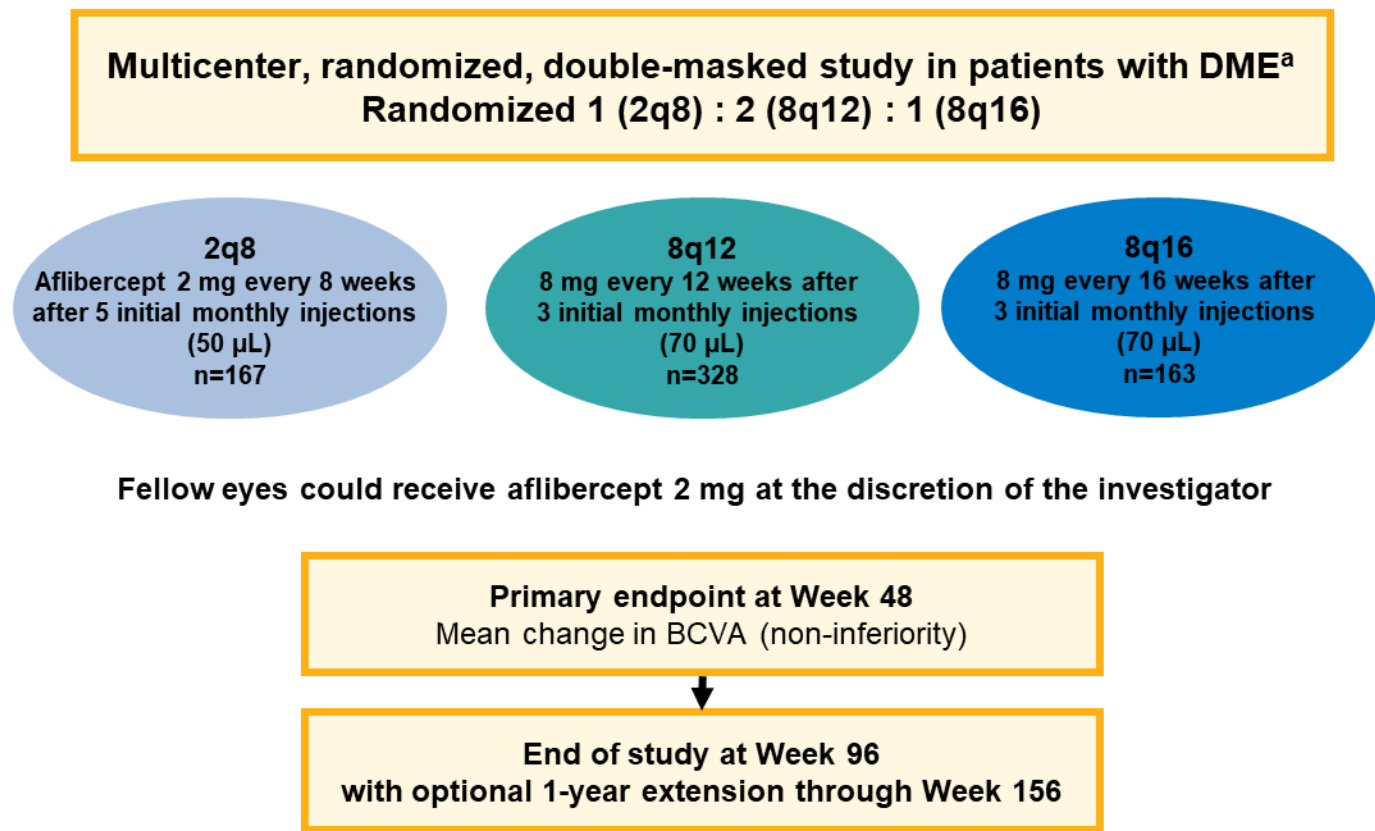 Multicenter, randomized, double-masked study in patients with DMEᵃ
Randomized 1 (2q8) : 2 (8q12) : 1 (8q16)
2q8
Aflibercept 2 mg every 8 weeks
after 5 initial monthly injections
(50 µL)
n=167
8q12
8 mg every 12 weeks after
3 initial monthly injections
(70 µL)
n=328
8q16
8 mg every 16 weeks after
3 initial monthly injections
(70 µL)
n=163
Fellow eyes could receive aflibercept 2 mg at the discretion of the investigator
Primary endpoint at Week 48
Mean change in BCVA (non-inferiority)
End of study at Week 96
with optional 1-year extension through Week 156